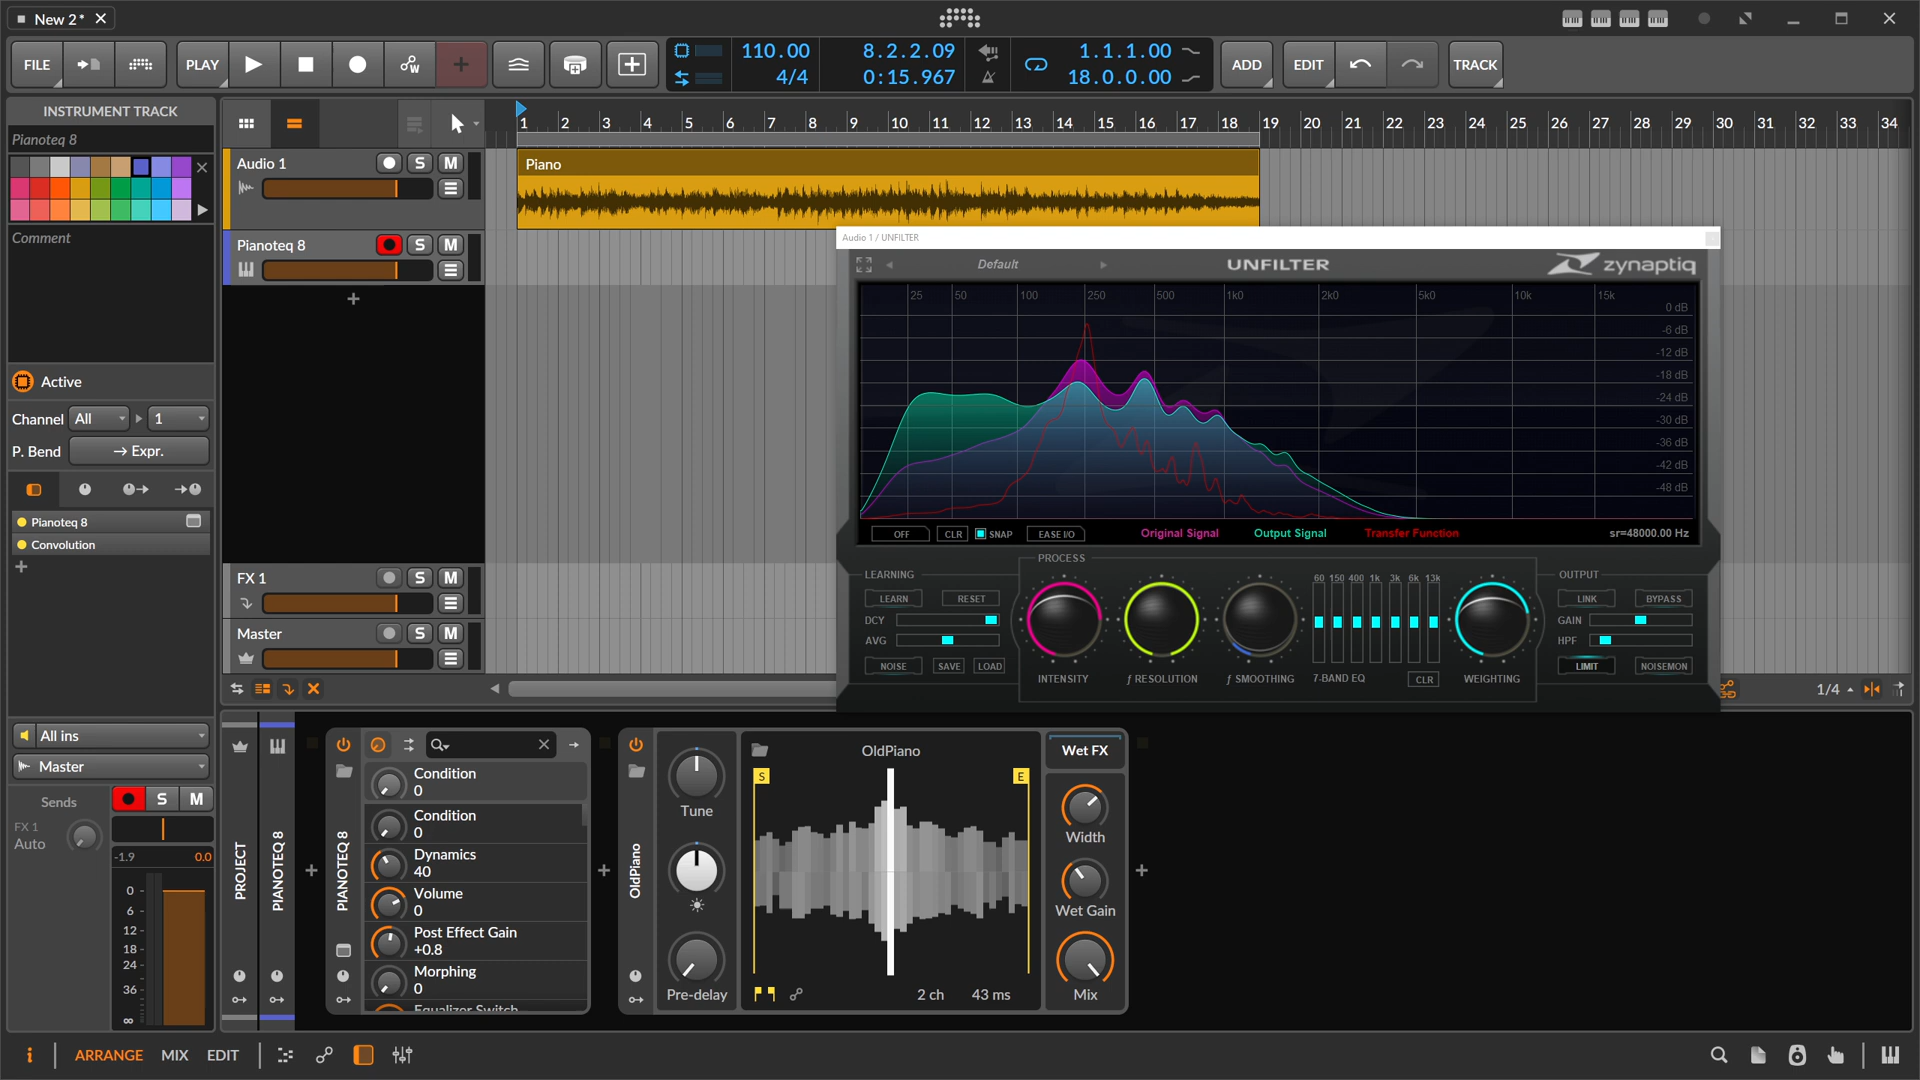 New 2*
FILE
PLAY
110.00
4/4
8.2.2.09
0:15.967
1.1.1.00
18.0.0.00
ADD
EDIT
TRACK
INSTRUMENT TRACK
Pianoteq 8
Comment
Active
Channel All 1
P. Bend → Expr.
Pianoteq 8
Convolution
All ins
Master
Sends
S M
FX 1
Auto
-1.9 0.0
0
6
12
18
24
36
∞
1 2 3 4 5 6 7 8 9 10 11 12 13 14 15 16 17 18 19 20 21 22 23 24 25 26 27 28 29 30 31 32 33 34
Audio 1 S M
Piano
Pianoteq 8 S M
FX 1 S M
Master S M
1/4
Audio 1 / UNFILTER
Default
UNFILTER
zynaptiq
25 50 100 250 500 1k0 2k0 5k0 10k 15k
0 dB
-6 dB
-12 dB
-18 dB
-24 dB
-30 dB
-36 dB
-42 dB
-48 dB
OFF CLR SNAP EASE I/O Original Signal Output Signal Transfer Function sr=48000.00 Hz
PROCESS
LEARNING
LEARN RESET
DCY
AVG
NOISE SAVE LOAD
INTENSITY
ƒ RESOLUTION
ƒ SMOOTHING
60 150 400 1k 3k 6k 13k
7-BAND EQ CLR
WEIGHTING
OUTPUT
LINK BYPASS
GAIN
HPF
LIMIT NOISEMON
PROJECT
PIANOTEQ 8
PIANOTEQ 8
Condition
0
Condition
0
Dynamics
40
Volume
0
Post Effect Gain
+0.8
Morphing
0
Equalizer Switch
OldPiano
Tune
Pre-delay
OldPiano
S E
2 ch 43 ms
Wet FX
Width
Wet Gain
Mix
i ARRANGE MIX EDIT